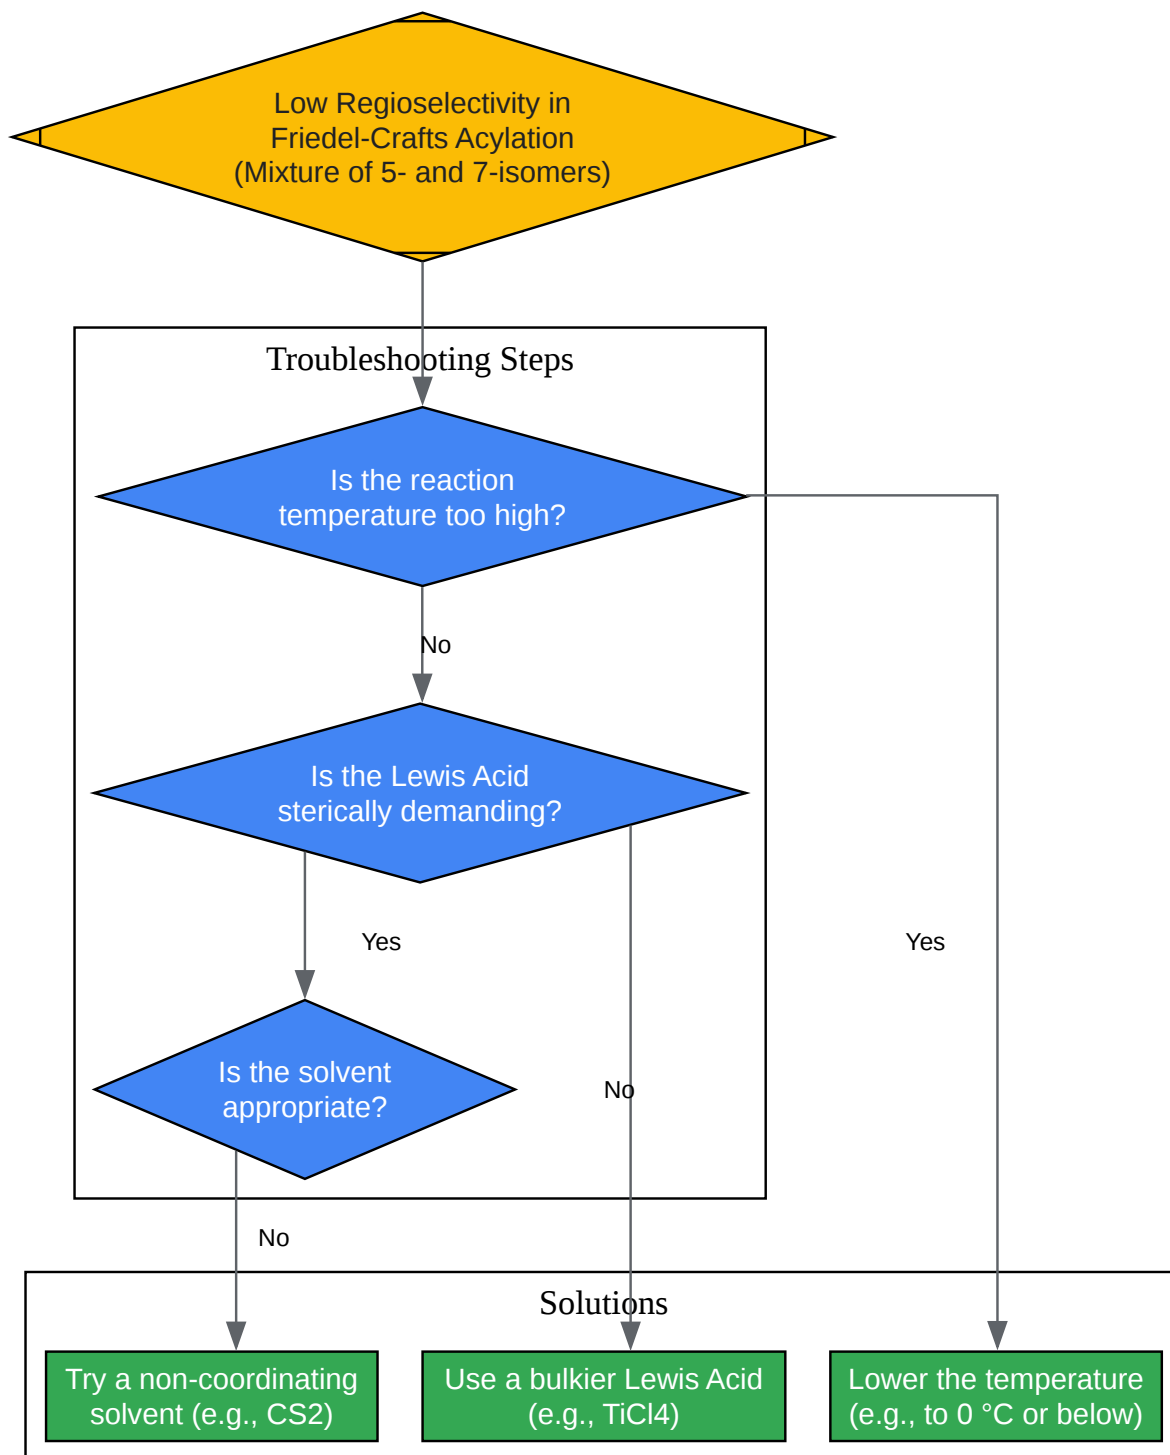 Low Regioselectivity in
Friedel-Crafts Acylation
(Mixture of 5- and 7-isomers)
Troubleshooting Steps
Is the reaction
temperature too high?
No
Is the Lewis Acid
sterically demanding?
Yes
Yes
Is the solvent
appropriate?
No
No
Solutions
Try a non-coordinating
solvent (e.g., CS2)
Use a bulkier Lewis Acid
(e.g., TiCl4)
Lower the temperature
(e.g., to 0 °C or below)